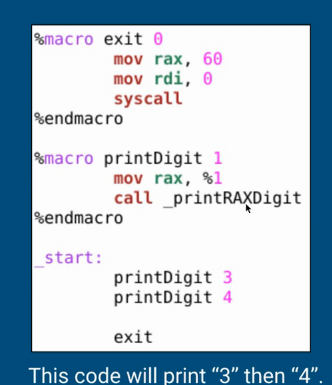 %macro exit 0
        mov rax, 60
        mov rdi, 0
        syscall
%endmacro

%macro printDigit 1
        mov rax, %1
        call _printRAXDigit
%endmacro

_start:
        printDigit 3
        printDigit 4

        exit
This code will print “3” then “4”.